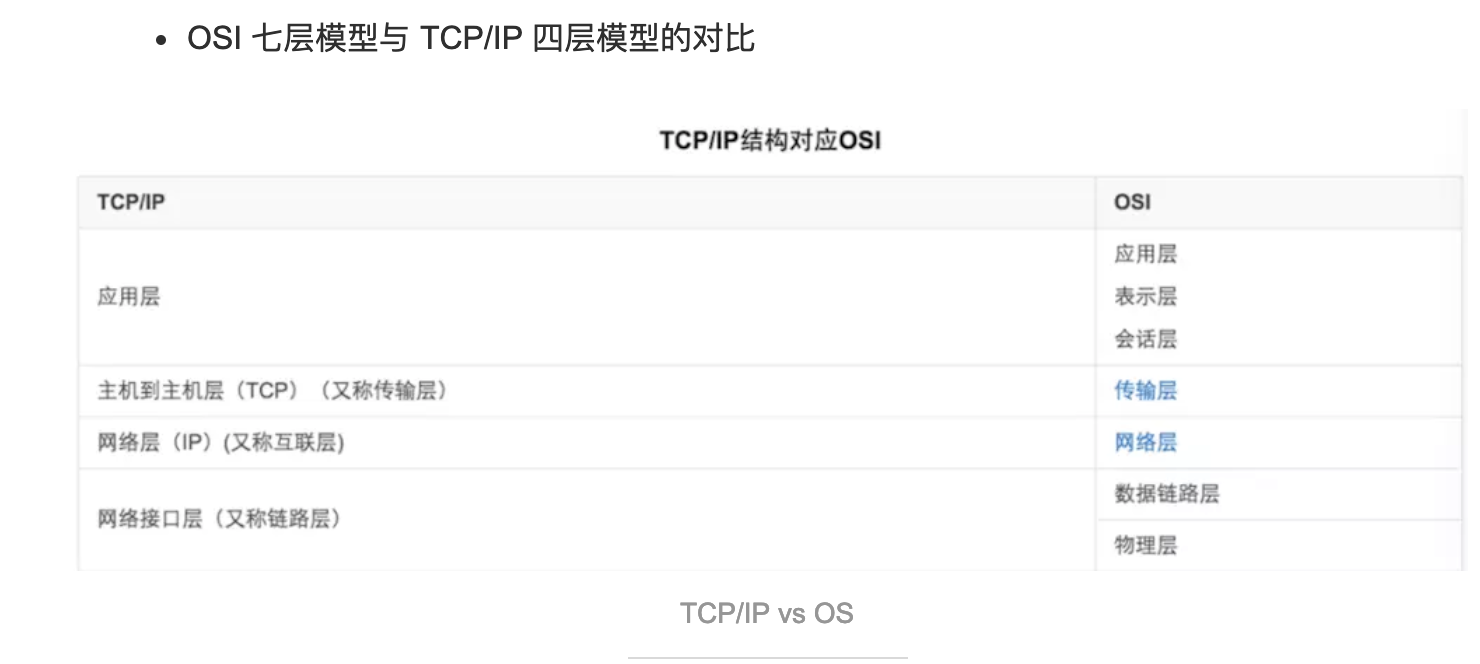 • OSI 七层模型与 TCP/IP 四层模型的对比
TCP/IP结构对应OSI
TCP/IP OSI
应用层
应用层
表示层
会话层
主机到主机层（TCP）（又称传输层） 传输层
网络层（IP）(又称互联层) 网络层
网络接口层（又称链路层）
数据链路层
物理层
TCP/IP vs OS